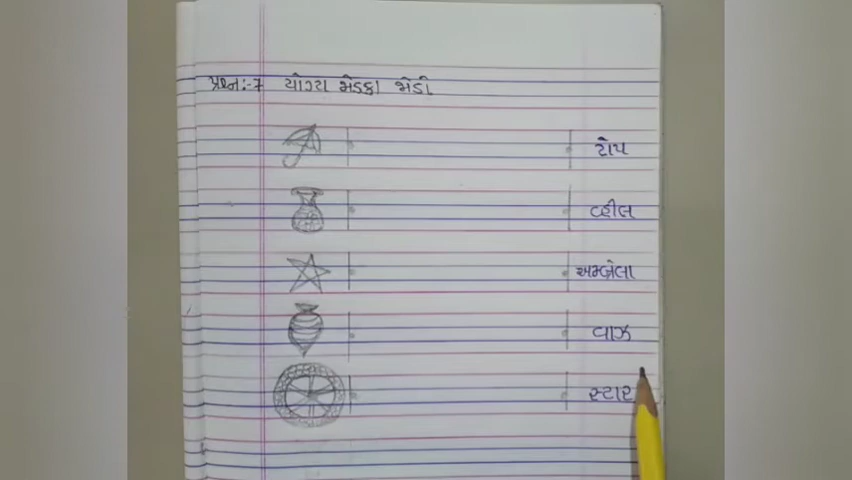 પ્રશ્નઃ-7 યોગ્ય જોડકા જોડો
ટોપ
વ્હીલ
અમ્બ્રેલા
વાઝ
સ્ટાર